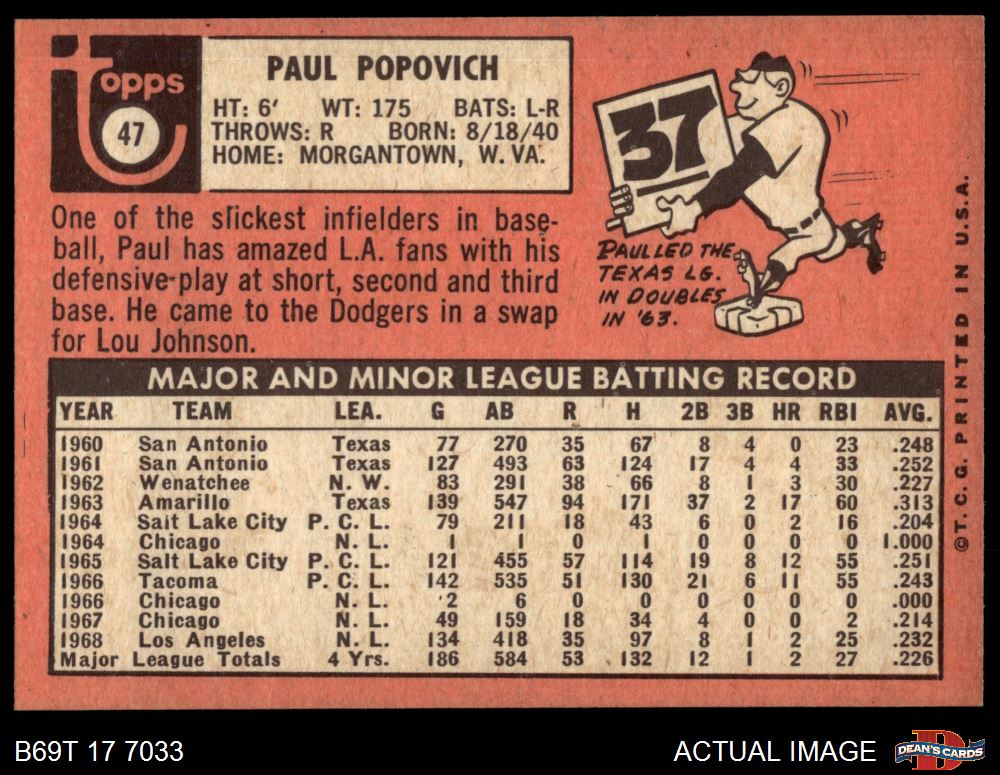 topps
47
PAUL POPOVICH
HT: 6' WT: 175 BATS: L-R
THROWS: R BORN: 8/18/40
HOME: MORGANTOWN, W. VA.
One of the slickest infielders in base-
ball, Paul has amazed L.A. fans with his
defensive play at short, second and third
base. He came to the Dodgers in a swap
for Lou Johnson.
37
PAUL LED THE
TEXAS LG.
IN DOUBLES
IN '63.
MAJOR AND MINOR LEAGUE BATTING RECORD
YEAR TEAM LEA. G AB R H 2B 3B HR RBI AVG.
1960 San Antonio Texas 77 270 35 67 8 4 0 23 .248
1961 San Antonio Texas 127 493 63 124 17 4 4 33 .252
1962 Wenatchee N. W. 83 291 38 66 8 1 3 30 .227
1963 Amarillo Texas 139 547 94 171 37 2 17 60 .313
1964 Salt Lake City P. C. L. 79 211 18 43 6 0 2 16 .204
1964 Chicago N. L. 1 1 0 1 0 0 0 0 1.000
1965 Salt Lake City P. C. L. 121 455 57 114 19 8 12 55 .251
1966 Tacoma P. C. L. 142 535 51 130 21 6 11 55 .243
1966 Chicago N. L. 2 6 0 0 0 0 0 0 .000
1967 Chicago N. L. 49 159 18 34 4 0 0 2 .214
1968 Los Angeles N. L. 134 418 35 97 8 1 2 25 .232
Major League Totals 4 Yrs. 186 584 53 132 12 1 2 27 .226
©T.C.G. PRINTED IN U.S.A.
B69T 17 7033
ACTUAL IMAGE
D
DEAN'S CARDS